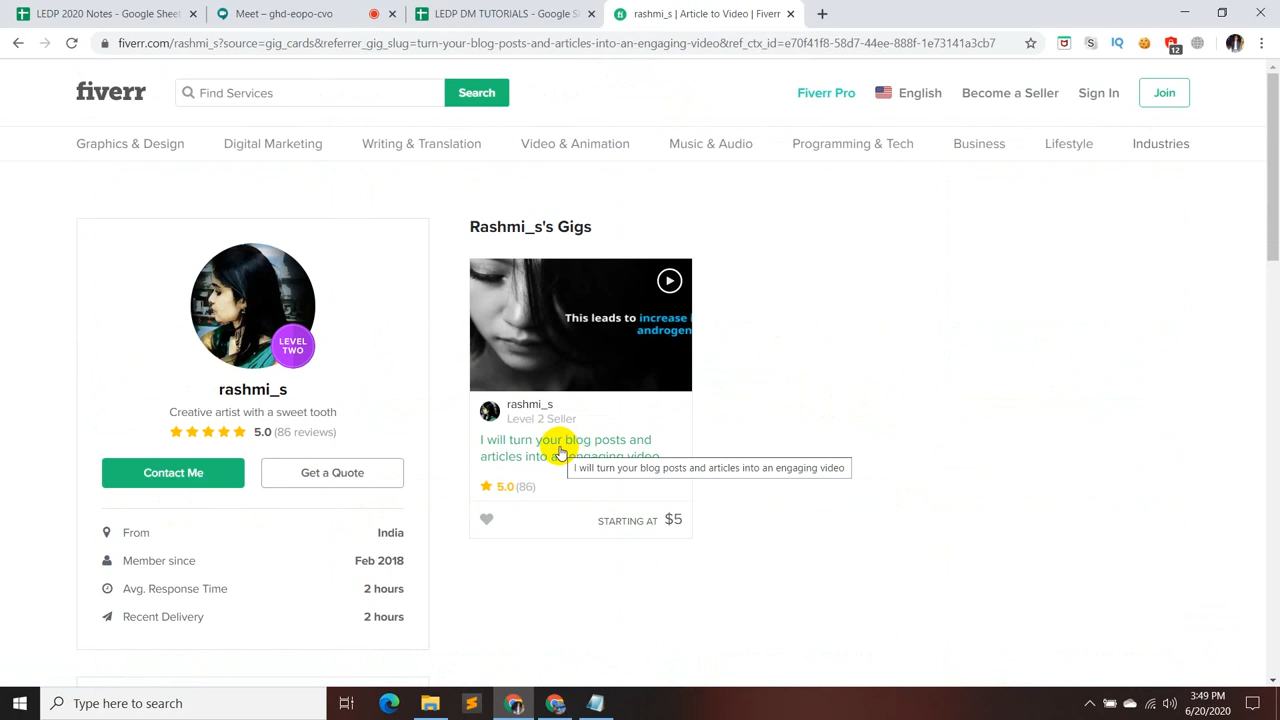 LEDP 2020 Notes - Google Sheet
Meet – ghd-eopo-cvo
LEDP DM TUTORIALS - Google S
rashmi_s | Article to Video | Fiverr
fiverr.com/rashmi_s?source=gig_cards&referrer_gig_slug=turn-your-blog-posts-and-articles-into-an-engaging-video&ref_ctx_id=e70f41f8-58d7-44ee-888f-1e73141a3cb7
S
IQ
12
fiverr
Find Services
Search
Fiverr Pro
English
Become a Seller
Sign In
Join
Graphics & Design
Digital Marketing
Writing & Translation
Video & Animation
Music & Audio
Programming & Tech
Business
Lifestyle
Industries
LEVEL
TWO
rashmi_s
Creative artist with a sweet tooth
5.0 (86 reviews)
Contact Me
Get a Quote
From India
Member since Feb 2018
Avg. Response Time 2 hours
Recent Delivery 2 hours
Rashmi_s's Gigs
This leads to increase
androgen
rashmi_s
Level 2 Seller
I will turn your blog posts and
articles into an engaging video
I will turn your blog posts and articles into an engaging video
5.0 (86)
STARTING AT $5
Type here to search
3:49 PM
6/20/2020